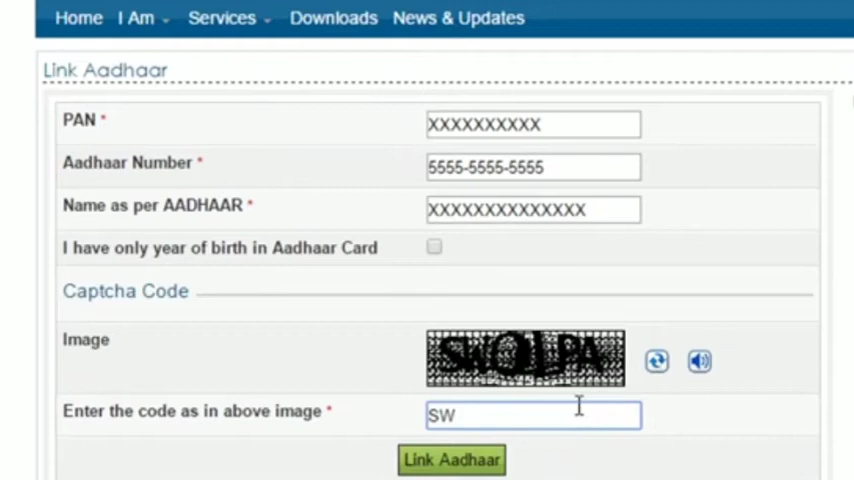 Home I Am Services Downloads News & Updates
Link Aadhaar
PAN * XXXXXXXXXX
Aadhaar Number * 5555-5555-5555
Name as per AADHAAR * XXXXXXXXXXXXXX
I have only year of birth in Aadhaar Card
Captcha Code
Image
Enter the code as in above image * SW
Link Aadhaar